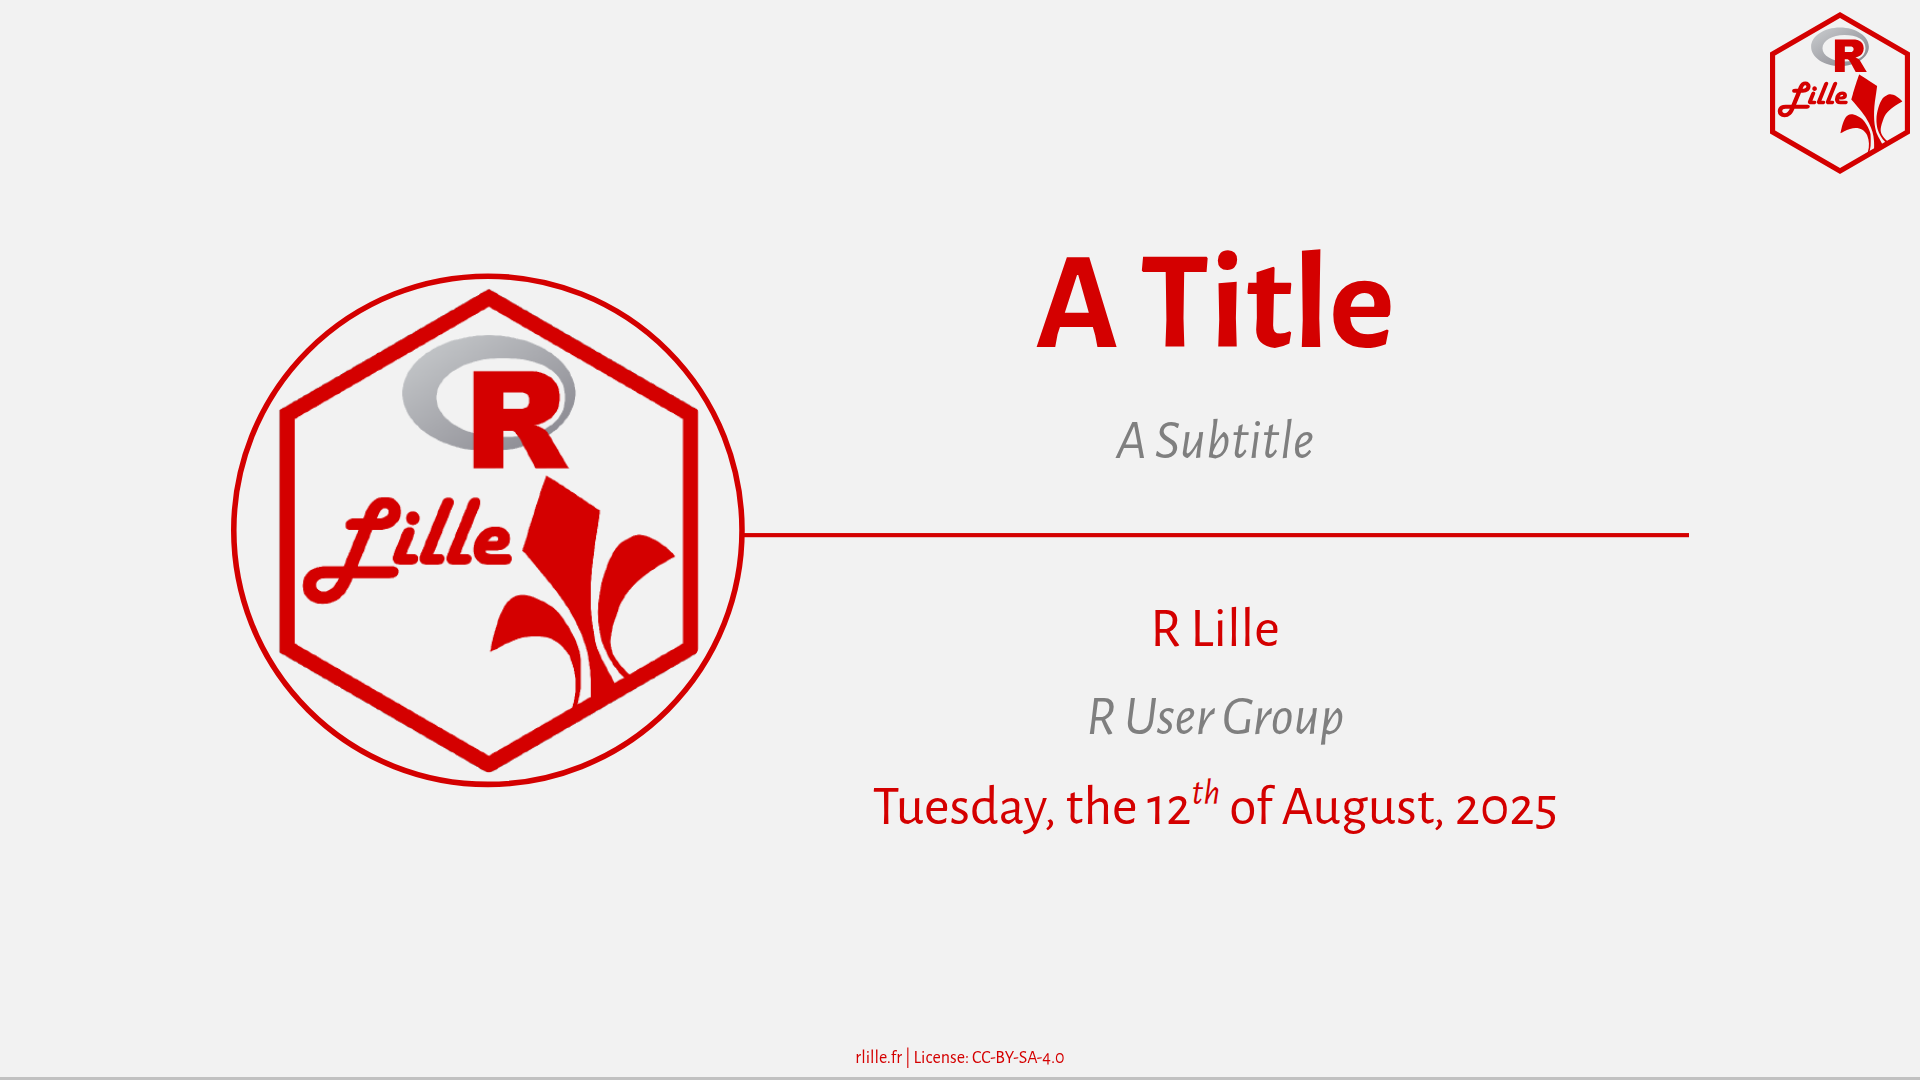 R
Lille
A Title
A Subtitle
R
Lille
R Lille
R User Group
Tuesday, the 12th of August, 2025
rlille.fr | License: CC-BY-SA-4.0